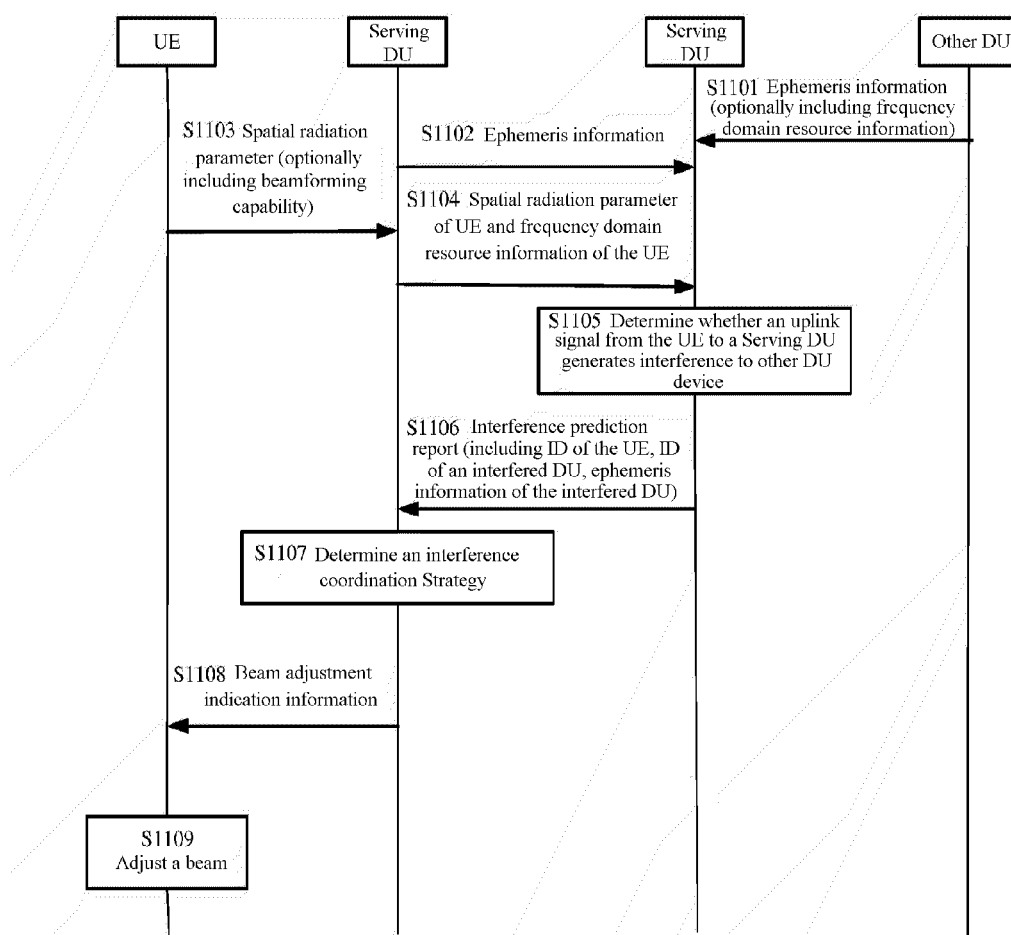 UE
Serving
DU
Serving
DU
Other DU
S1101 Ephemeris information
(optionally including frequency
domain resource information)
S1103 Spatial radiation
parameter (optionally
including beamforming
capability)
S1102 Ephemeris information
S1104 Spatial radiation parameter
of UE and frequency domain
resource information of the UE
S1105 Determine whether an uplink
signal from the UE to a Serving DU
generates interference to other DU
device
S1106 Interference prediction
report (including ID of the UE, ID
of an interfered DU, ephemeris
information of the interfered DU)
S1107 Determine an interference
coordination Strategy
S1108 Beam adjustment
indication information
S1109
Adjust a beam